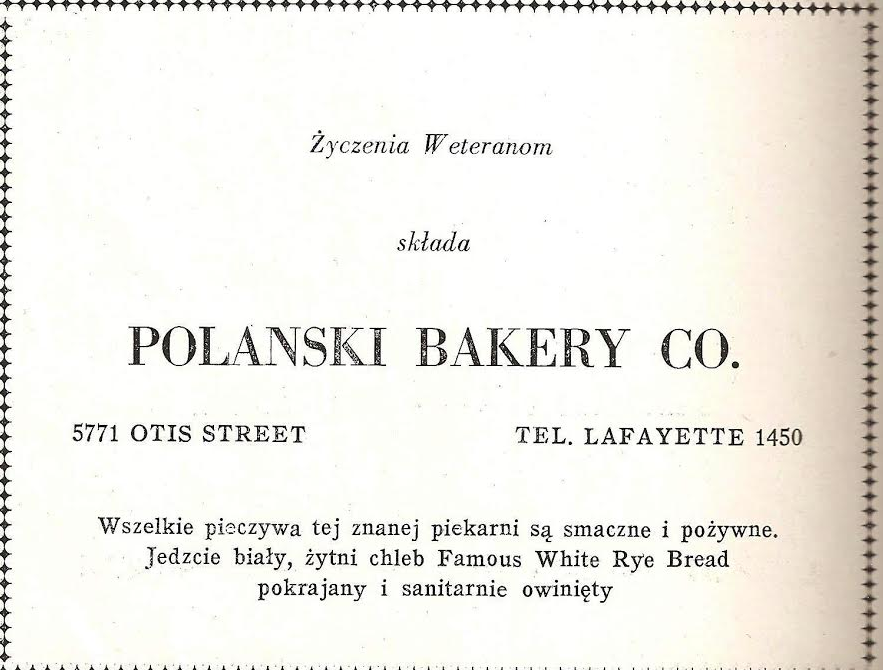 Życzenia Weteranom
składa
POLANSKI BAKERY CO.
5771 OTIS STREET TEL. LAFAYETTE 1450
Wszelkie pieczywa tej znanej piekarni są smaczne i pożywne.
Jedzcie biały, żytni chleb Famous White Rye Bread
pokrajany i sanitarnie owinięty